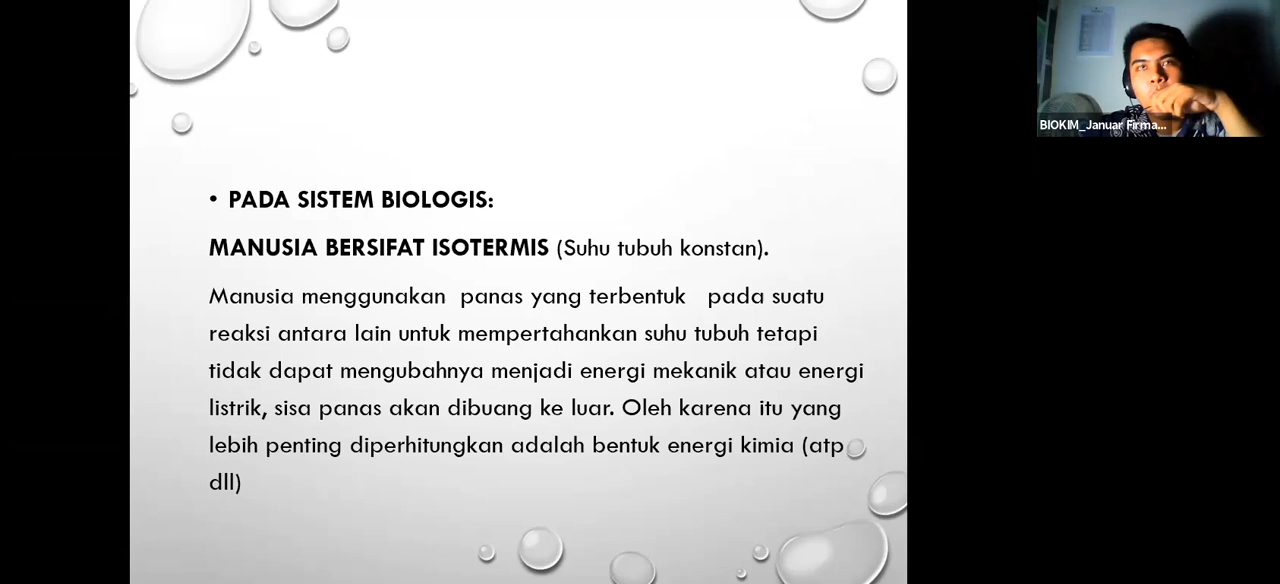 • PADA SISTEM BIOLOGIS:
MANUSIA BERSIFAT ISOTERMIS (Suhu tubuh konstan).
Manusia menggunakan panas yang terbentuk pada suatu
reaksi antara lain untuk mempertahankan suhu tubuh tetapi
tidak dapat mengubahnya menjadi energi mekanik atau energi
listrik, sisa panas akan dibuang ke luar. Oleh karena itu yang
lebih penting diperhitungkan adalah bentuk energi kimia (atp
dll)
BIOKIM_Januar Firma...